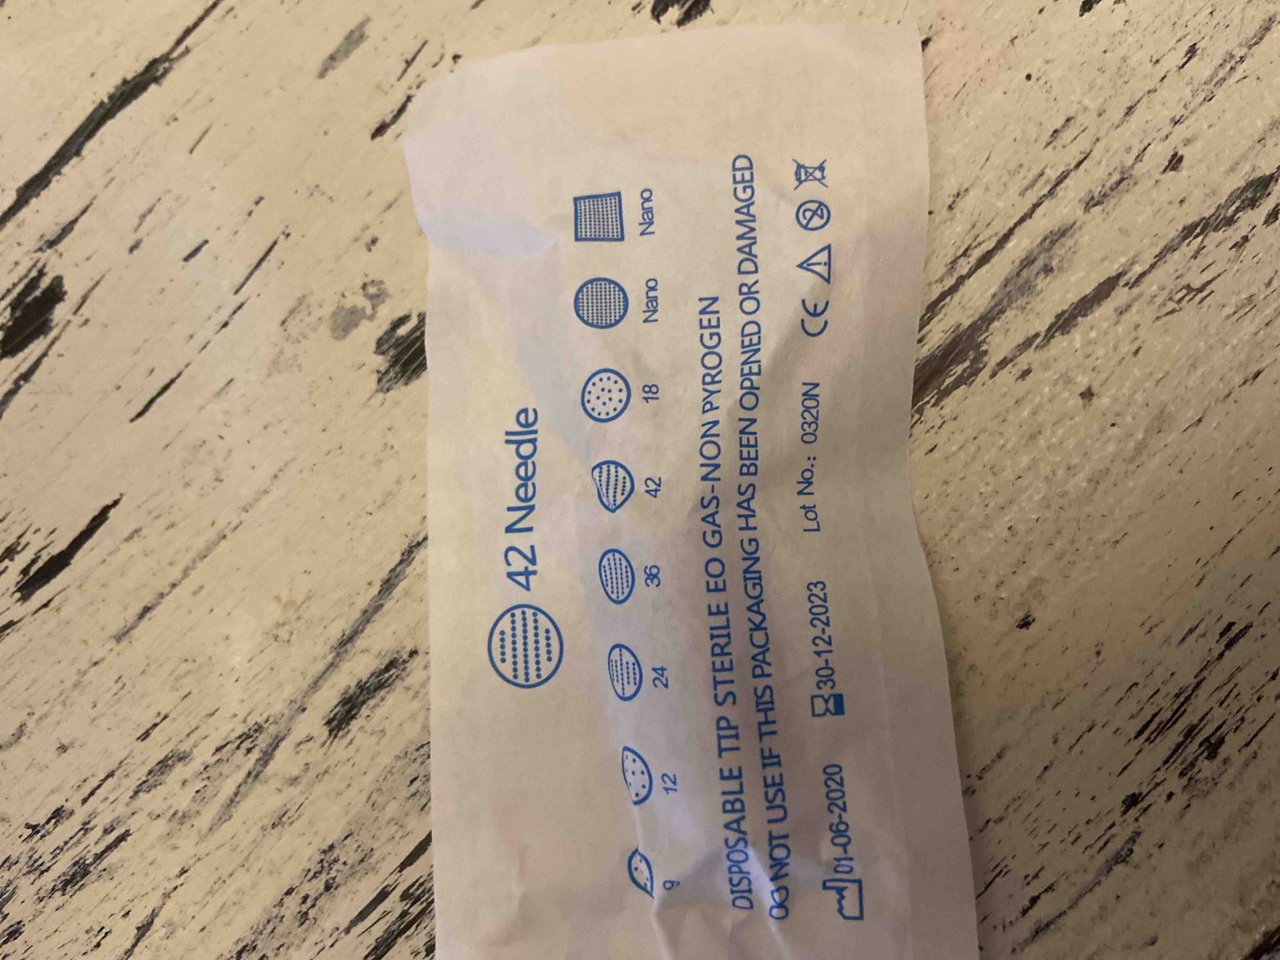 42 Needle
9 12 24 36 42 18 Nano Nano
DISPOSABLE TIP STERILE EO GAS-NON PYROGEN
DO NOT USE IF THIS PACKAGING HAS BEEN OPENED OR DAMAGED
01-06-2020 30-12-2023 Lot No.: 0320N CE 2